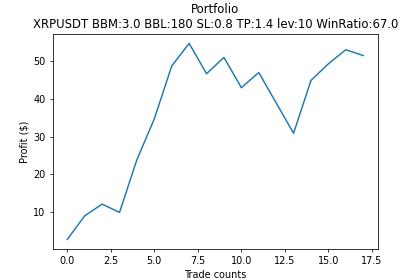 Portfolio
XRPUSDT BBM:3.0 BBL:180 SL:0.8 TP:1.4 lev:10 WinRatio:67.0
Profit ($)
50
40
30
20
10
0.0 2.5 5.0 7.5 10.0 12.5 15.0 17.5
Trade counts